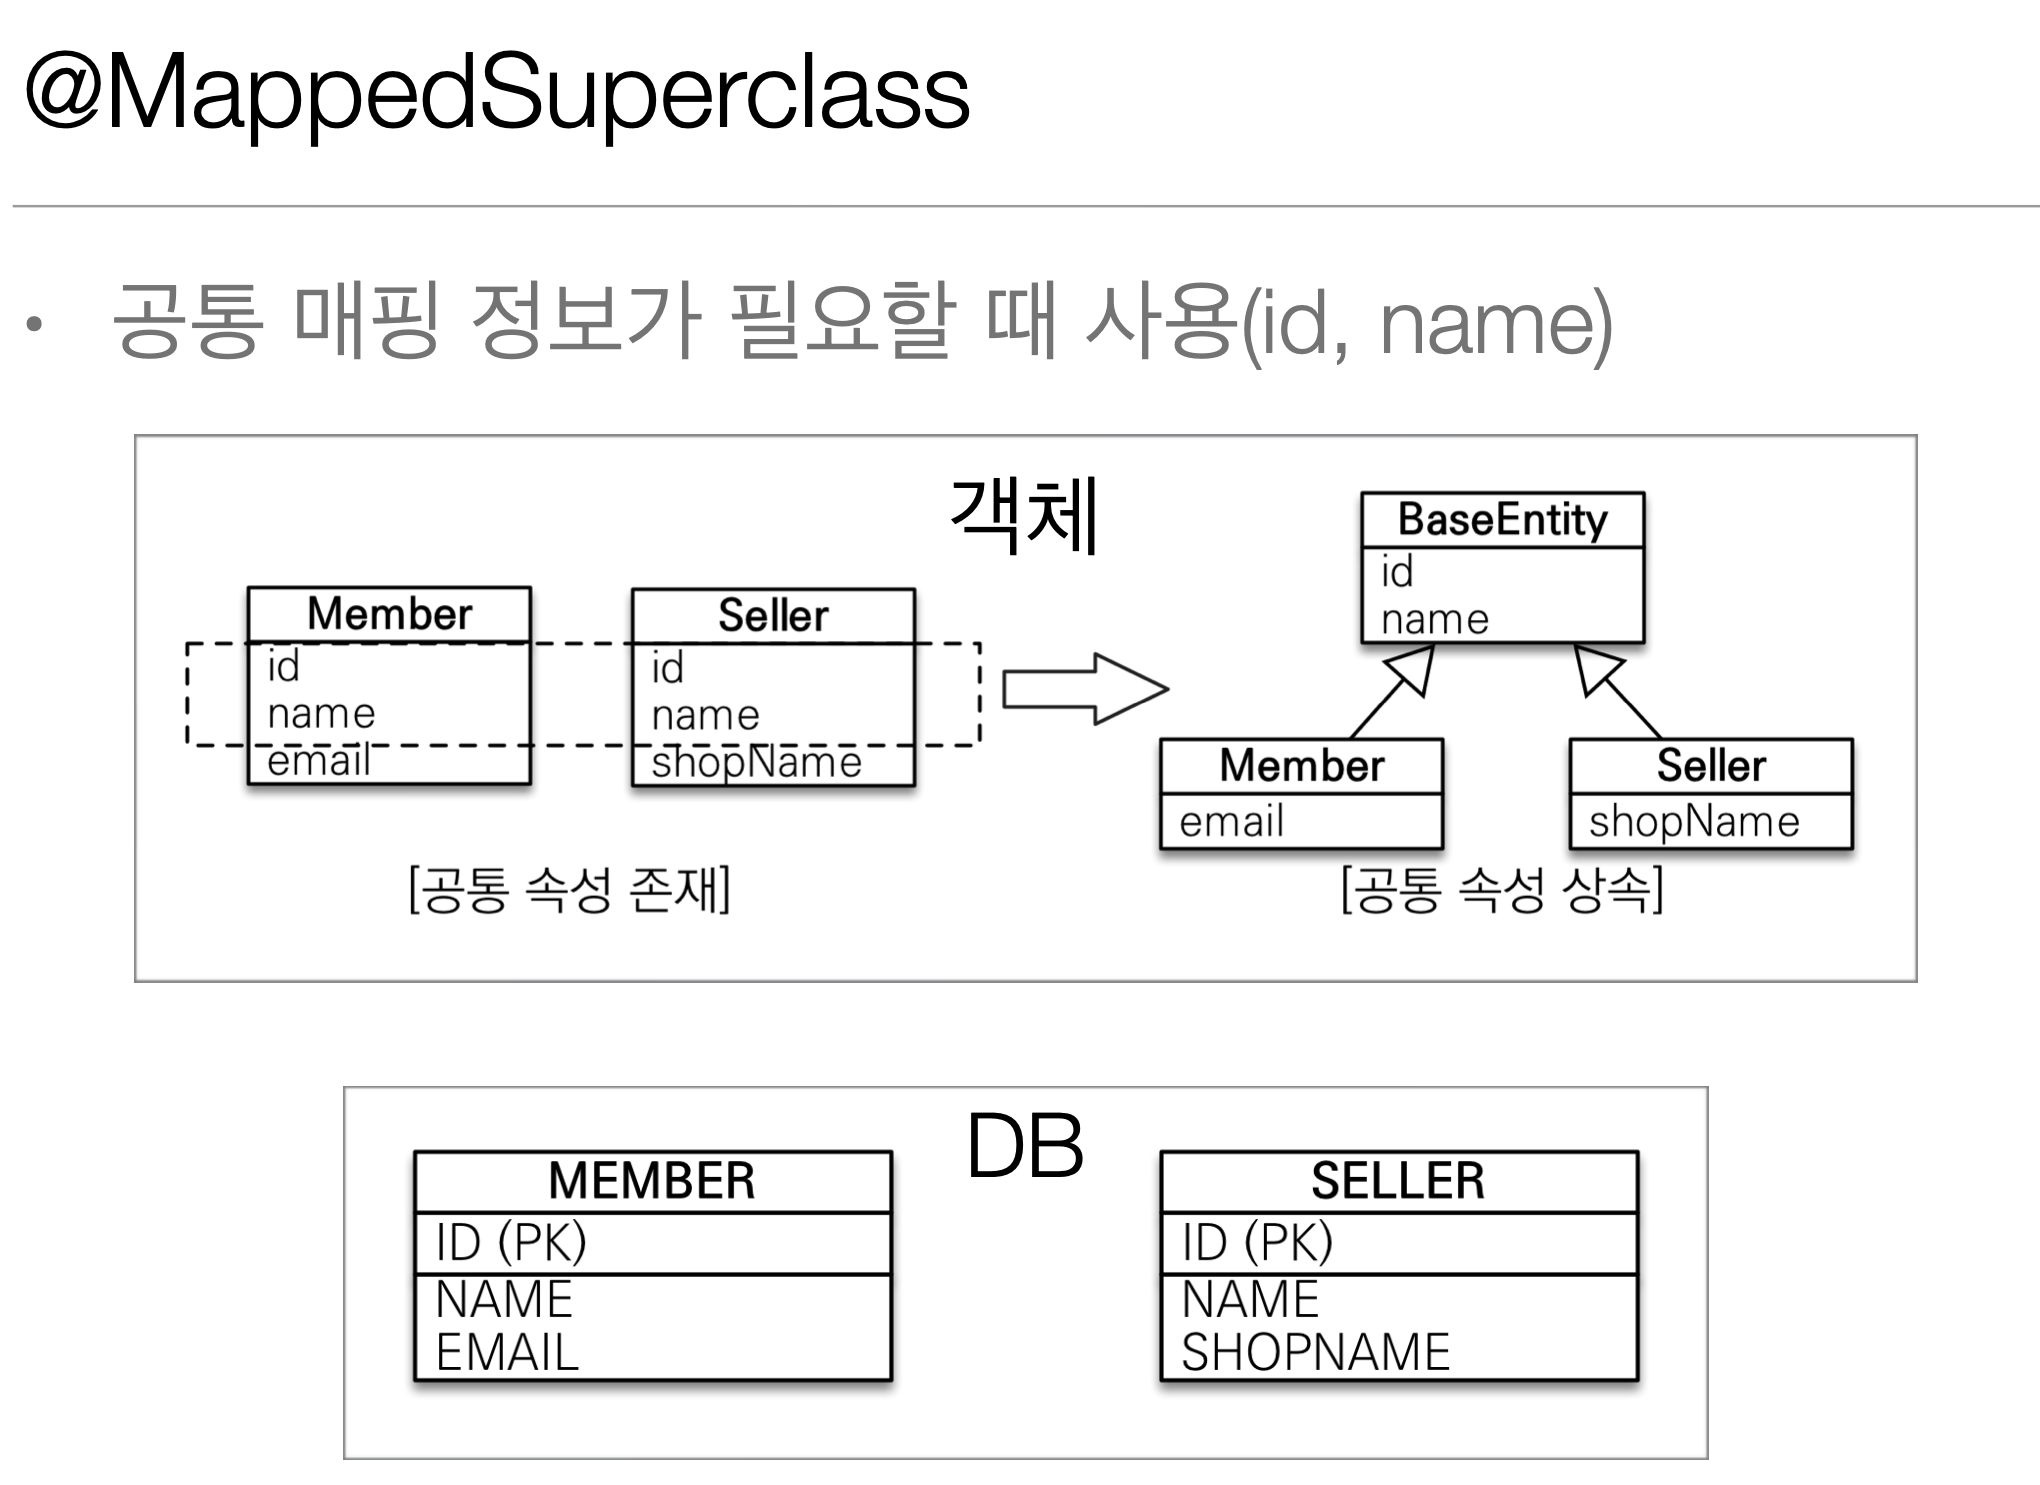 @MappedSuperclass
• 공통 매핑 정보가 필요할 때 사용(id, name)
객체
Member
id
name
email
Seller
id
name
shopName
[공통 속성 존재]
BaseEntity
id
name
Member
email
Seller
shopName
[공통 속성 상속]
DB
MEMBER
ID (PK)
NAME
EMAIL
SELLER
ID (PK)
NAME
SHOPNAME